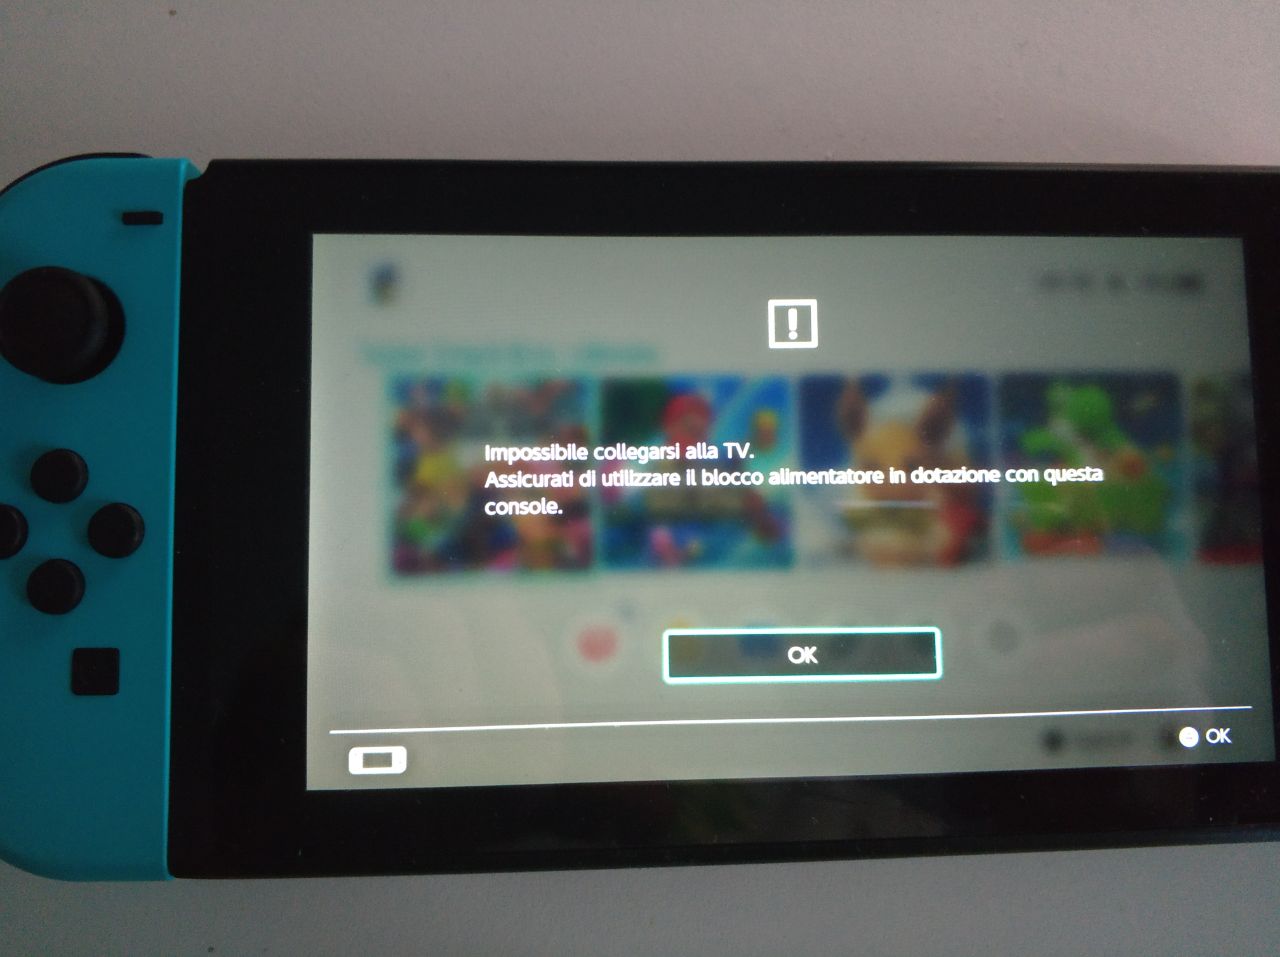 Impossibile collegarsi alla TV.
Assicurati di utilizzare il blocco alimentatore in dotazione con questa
console.
OK
OK